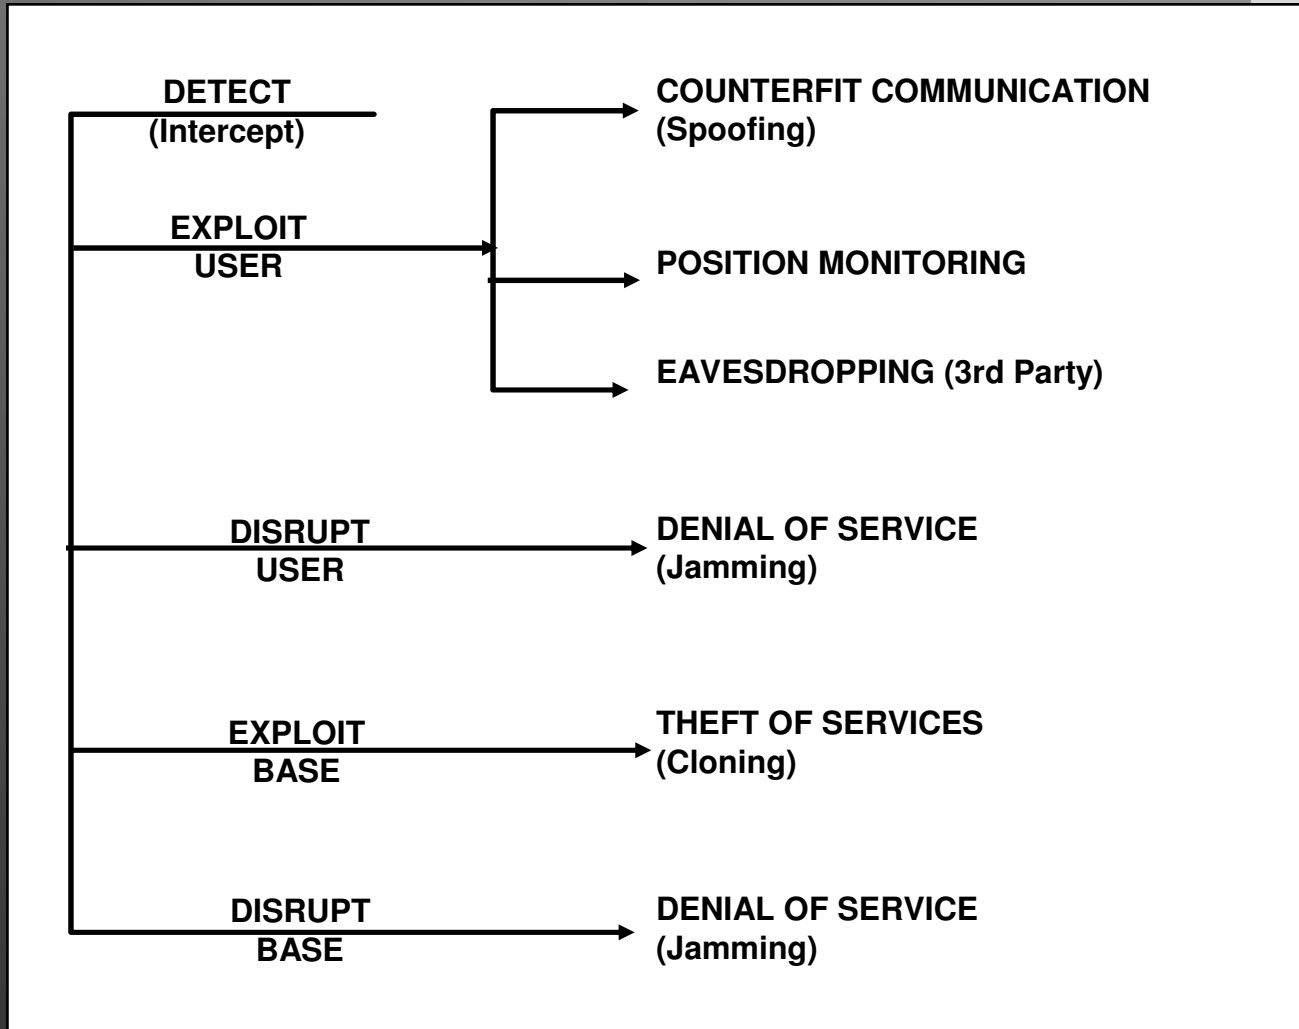 DETECT
(Intercept)
COUNTERFIT COMMUNICATION
(Spoofing)
EXPLOIT
USER
POSITION MONITORING
EAVESDROPPING (3rd Party)
DISRUPT
USER
DENIAL OF SERVICE
(Jamming)
EXPLOIT
BASE
THEFT OF SERVICES
(Cloning)
DISRUPT
BASE
DENIAL OF SERVICE
(Jamming)